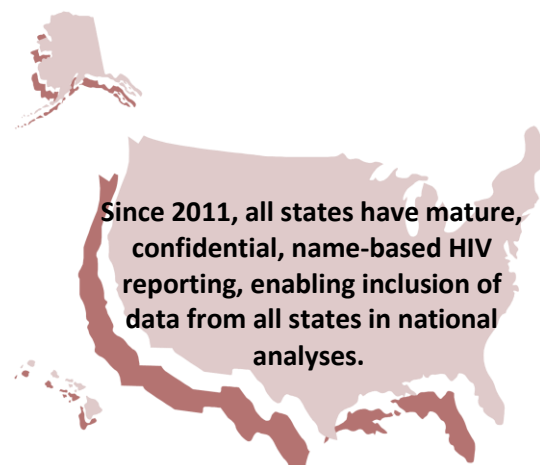 Since 2011, all states have mature,
confidential, name-based HIV
reporting, enabling inclusion of
data from all states in national
analyses.